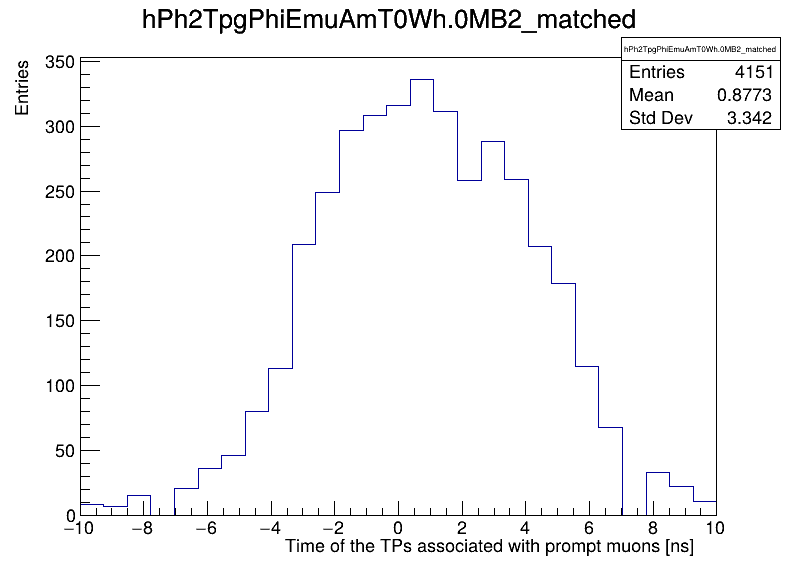 hPh2TpgPhiEmuAmT0Wh.0MB2_matched
hPh2TpgPhiEmuAmT0Wh.0MB2_matched
Entries 4151
Mean 0.8773
Std Dev 3.342
Entries
350
300
250
200
150
100
50
0
−10 −8 −6 −4 −2 0 2 4 6 8 10
Time of the TPs associated with prompt muons [ns]